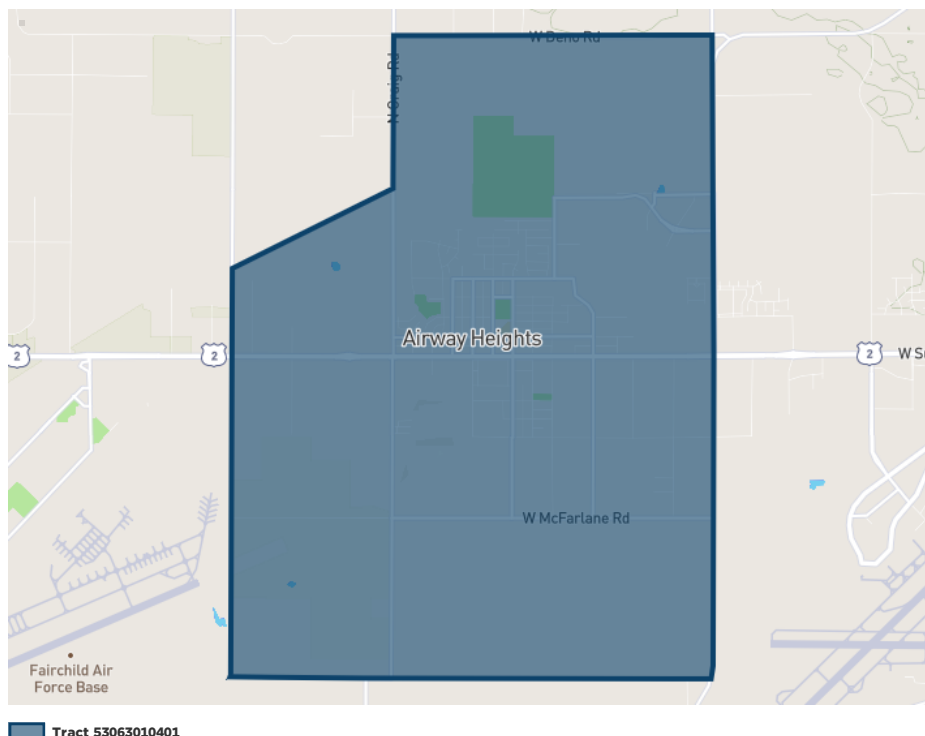 W Deno Rd
N Craig Rd
Airway Heights
2
2
2
W S
W McFarlane Rd
Fairchild Air
Force Base
Tract 53063010401